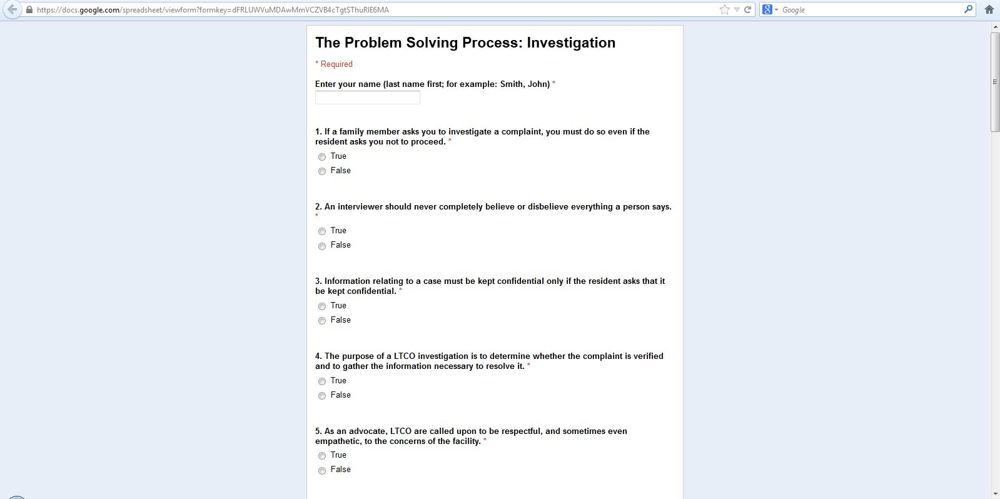 https://docs.google.com/spreadsheet/viewform?formkey=dFRLUWVuMDAwMmVCZVB4cTgtSThuRlE6MA
8 Google
The Problem Solving Process: Investigation
* Required
Enter your name (last name first; for example: Smith, John) *
1. If a family member asks you to investigate a complaint, you must do so even if the
resident asks you not to proceed. *
True
False
2. An interviewer should never completely believe or disbelieve everything a person says.
*
True
False
3. Information relating to a case must be kept confidential only if the resident asks that it
be kept confidential. *
True
False
4. The purpose of a LTCO investigation is to determine whether the complaint is verified
and to gather the information necessary to resolve it. *
True
False
5. As an advocate, LTCO are called upon to be respectful, and sometimes even
empathetic, to the concerns of the facility. *
True
False